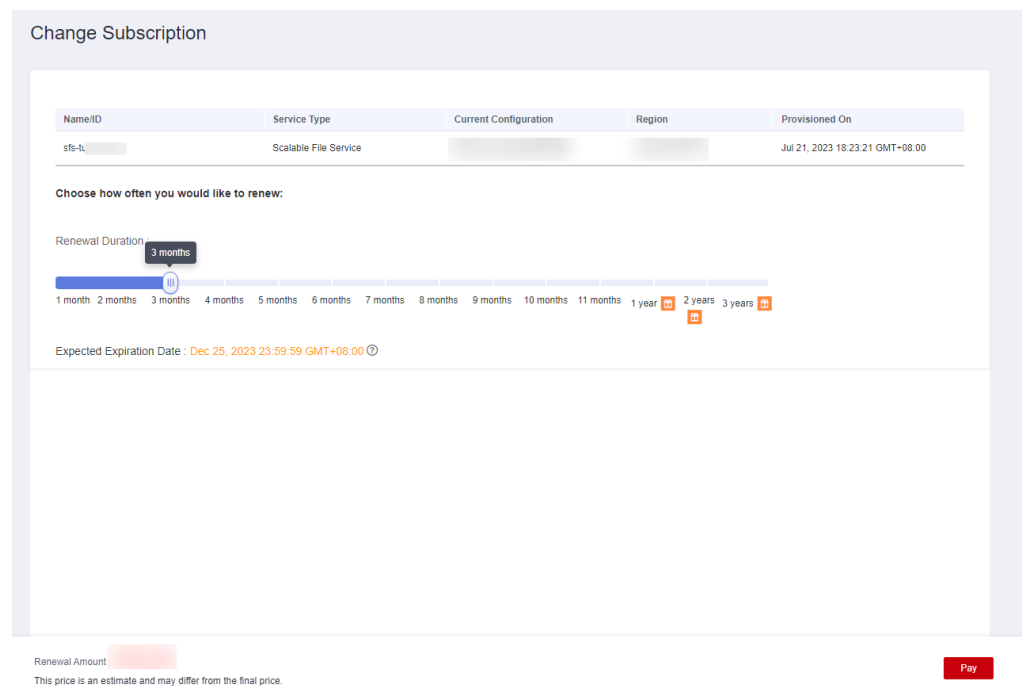 Change Subscription
Name/ID Service Type Current Configuration Region Provisioned On
Scalable File Service Jul 21, 2023 18:23:21 GMT+08:00
Choose how often you would like to renew:
Renewal Duration :
3 months
1 month 2 months 3 months 4 months 5 months 6 months 7 months 8 months 9 months 10 months 11 months 1 year 2 years 3 years
Expected Expiration Date : Dec 25, 2023 23:59:59 GMT+08:00 ?
Renewal Amount
Pay
This price is an estimate and may differ from the final price.